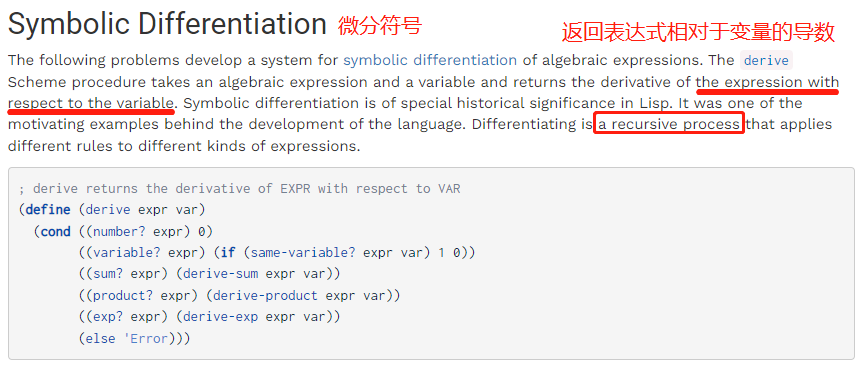 Symbolic Differentiation 微分符号
返回表达式相对于变量的导数
The following problems develop a system for symbolic differentiation of algebraic expressions. The derive
Scheme procedure takes an algebraic expression and a variable and returns the derivative of the expression with
respect to the variable. Symbolic differentiation is of special historical significance in Lisp. It was one of the
motivating examples behind the development of the language. Differentiating is a recursive process that applies
different rules to different kinds of expressions.
; derive returns the derivative of EXPR with respect to VAR
(define (derive expr var)
  (cond ((number? expr) 0)
        ((variable? expr) (if (same-variable? expr var) 1 0))
        ((sum? expr) (derive-sum expr var))
        ((product? expr) (derive-product expr var))
        ((exp? expr) (derive-exp expr var))
        (else 'Error)))